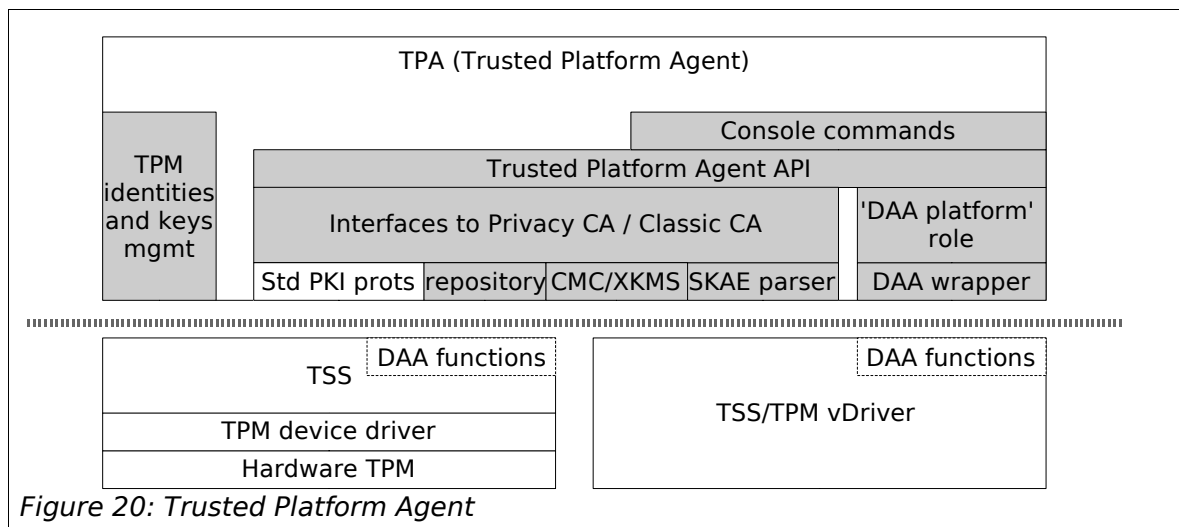 TPA (Trusted Platform Agent)
Console commands
TPM
identities
and keys
mgmt
Trusted Platform Agent API
Interfaces to Privacy CA / Classic CA
'DAA platform'
role
Std PKI prots
repository
CMC/XKMS
SKAE parser
DAA wrapper
DAA functions
TSS
TPM device driver
Hardware TPM
DAA functions
TSS/TPM vDriver
Figure 20: Trusted Platform Agent